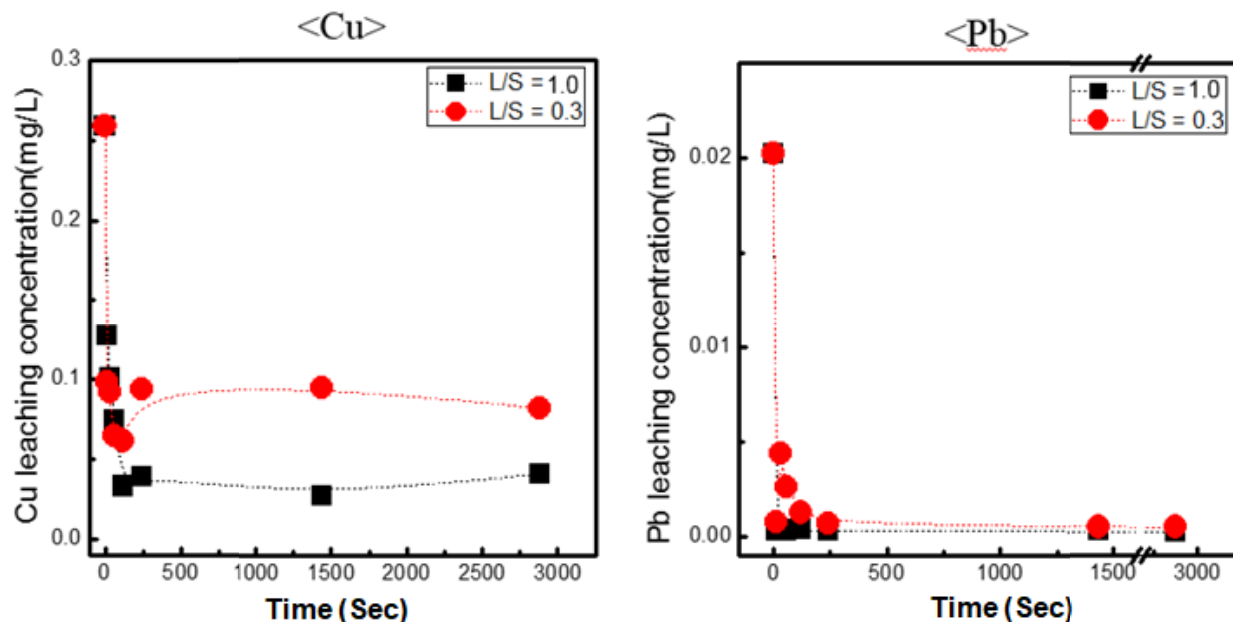 <Cu>
Cu leaching concentration(mg/L)
0.3
0.2
0.1
0.0
L/S = 1.0
L/S = 0.3
0 500 1000 1500 2000 2500 3000
Time (Sec)
<Pb>
Pb leaching concentration(mg/L)
0.02
0.01
0.00
L/S = 1.0
L/S = 0.3
0 500 1000 1500 3000
Time (Sec)